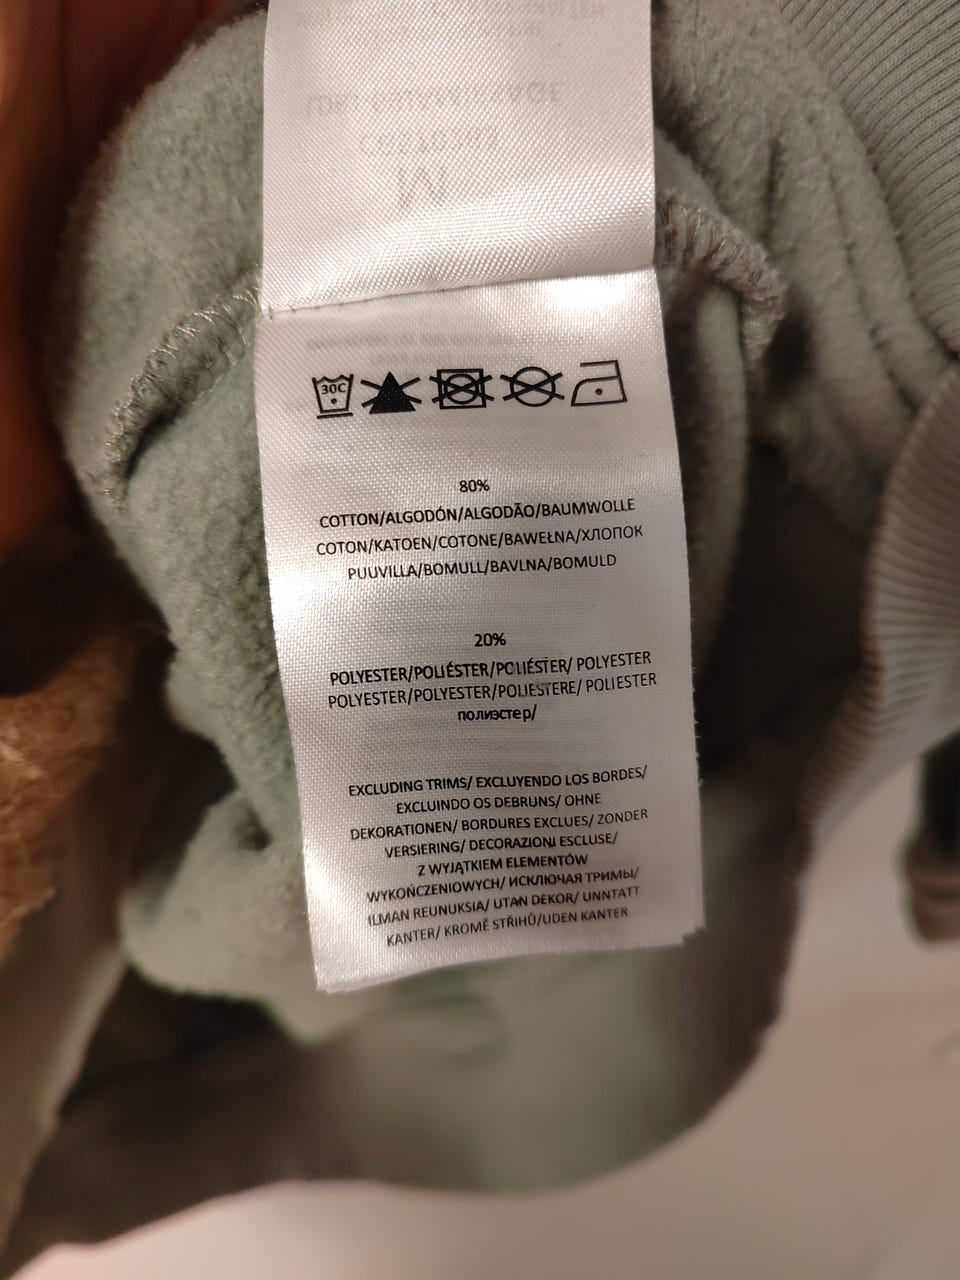 M
30C
80%
COTTON/ALGODÓN/ALGODÃO/BAUMWOLLE
COTON/KATOEN/COTONE/BAWEŁNA/ХЛОПОК
PUUVILLA/BOMULL/BAVLNA/BOMULD
20%
POLYESTER/POLIÉSTER/POLIÉSTER/ POLYESTER
POLYESTER/POLYESTER/POLIESTERE/ POLIESTER
полиэстер/
EXCLUDING TRIMS/ EXCLUYENDO LOS BORDES/
EXCLUINDO OS DEBRUNS/ OHNE
DEKORATIONEN/ BORDURES EXCLUES/ ZONDER
VERSIERING/ DECORAZIONI ESCLUSE/
Z WYJĄTKIEM ELEMENTÓW
WYKOŃCZENIOWYCH/ ИСКЛЮЧАЯ ТРИМЫ/
ILMAN REUNUKSIA/ UTAN DEKOR/ UNNTATT
KANTER/ KROMĚ STŘIHŮ/UDEN KANTER